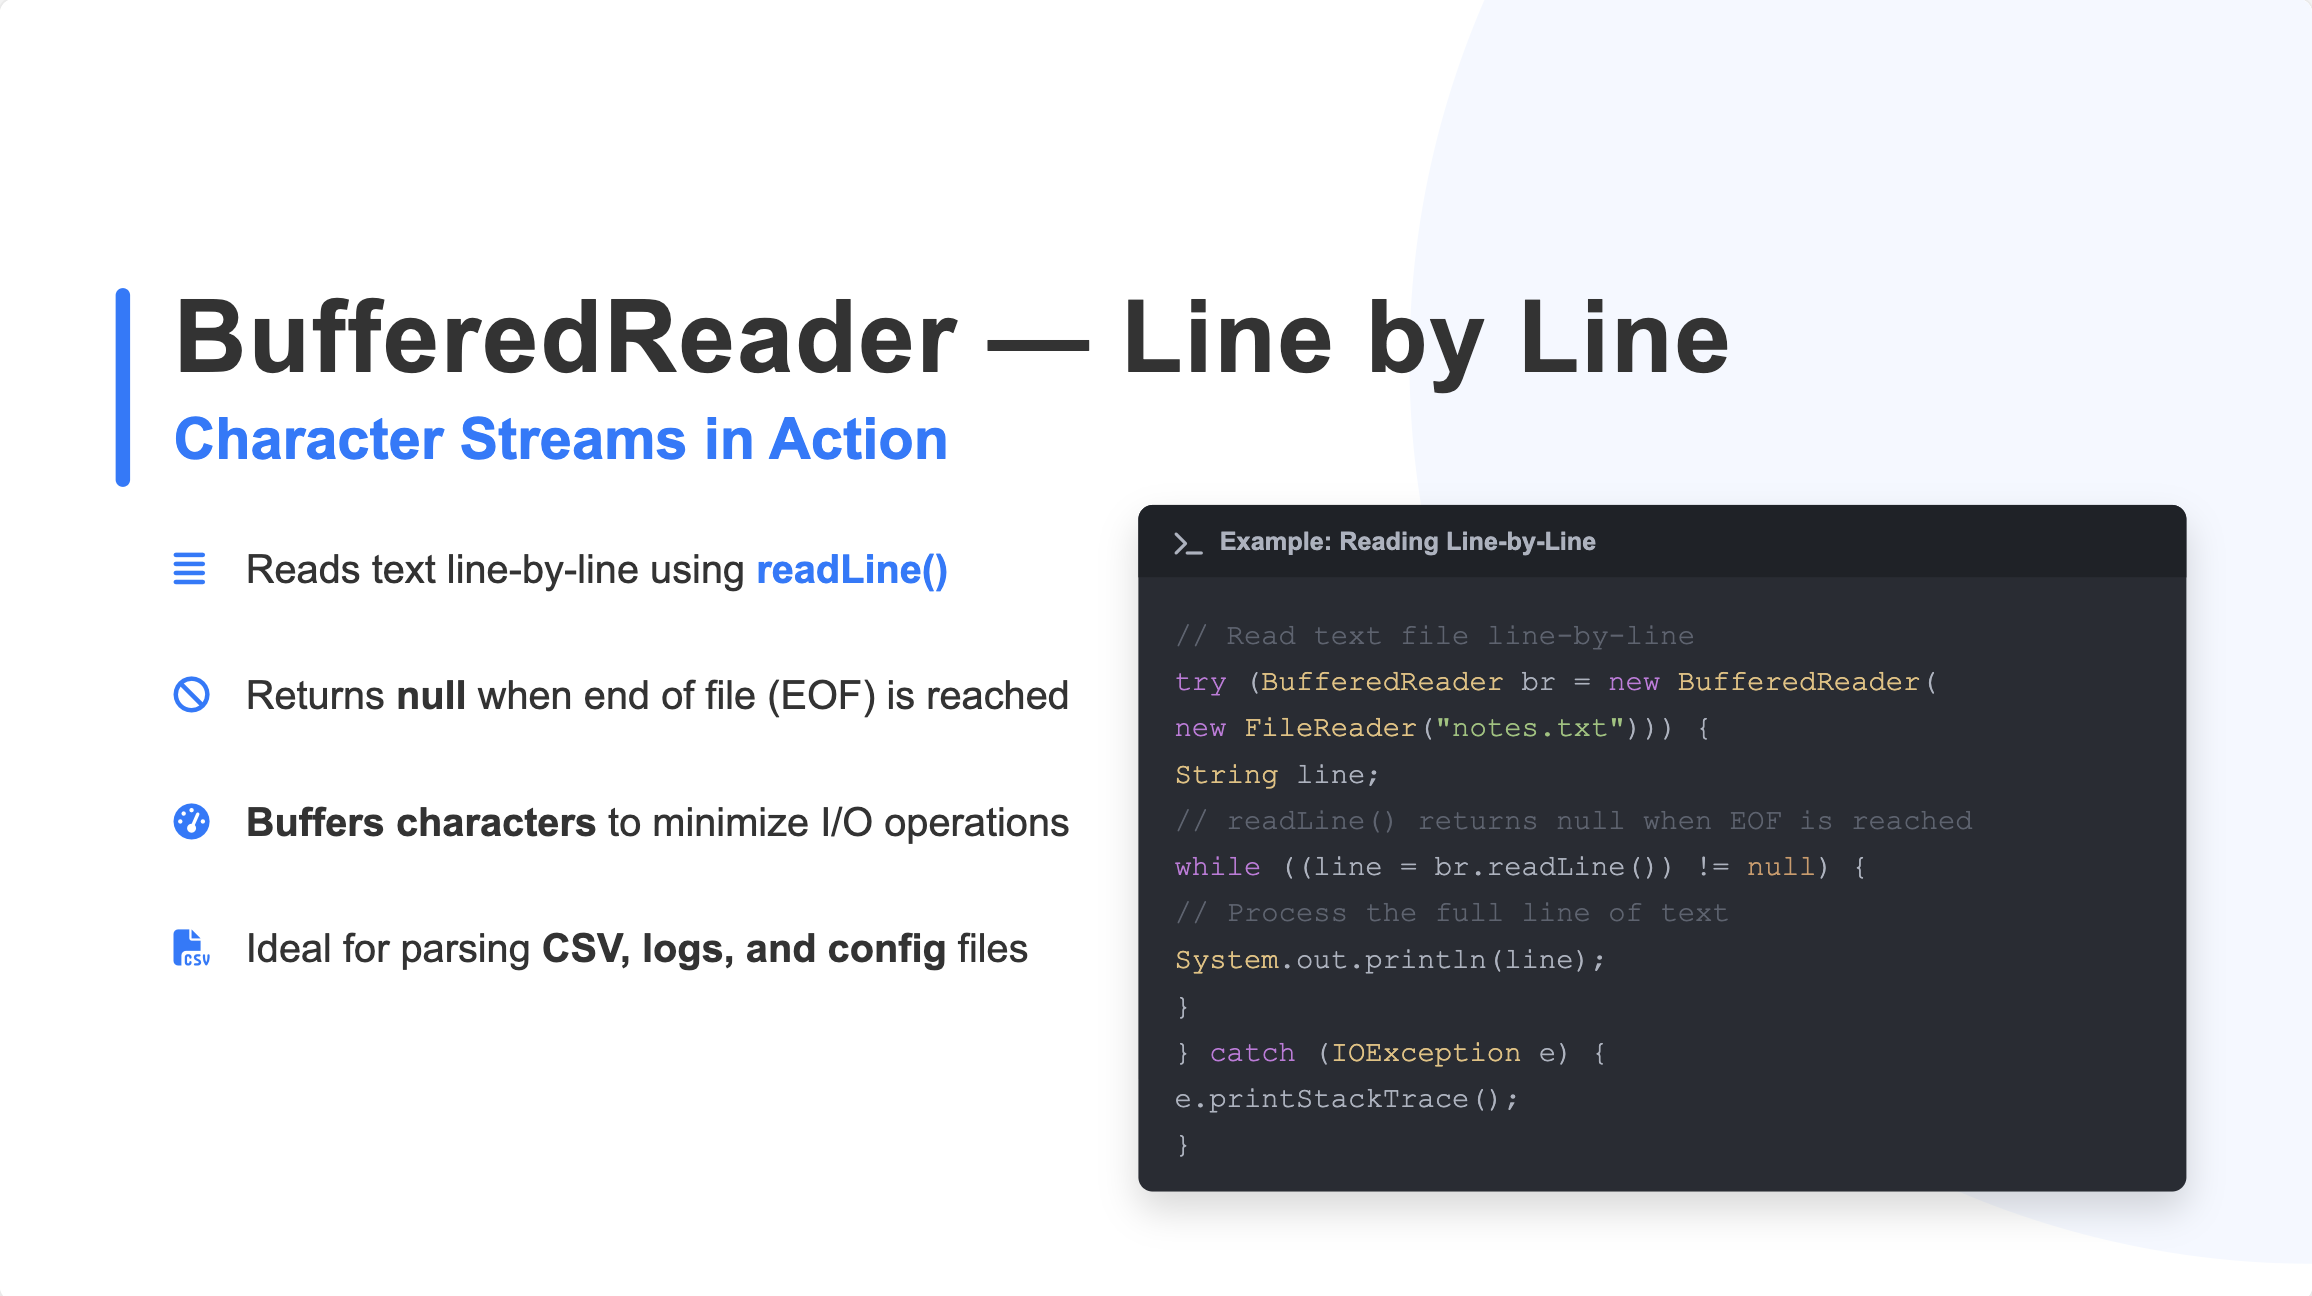 BufferedReader — Line by Line
Character Streams in Action
Reads text line-by-line using readLine()
Returns null when end of file (EOF) is reached
Buffers characters to minimize I/O operations
CSV
Ideal for parsing CSV, logs, and config files
Example: Reading Line-by-Line
// Read text file line-by-line
try (BufferedReader br = new BufferedReader(
new FileReader("notes.txt"))) {
String line;
// readLine() returns null when EOF is reached
while ((line = br.readLine()) != null) {
// Process the full line of text
System.out.println(line);
}
} catch (IOException e) {
e.printStackTrace();
}